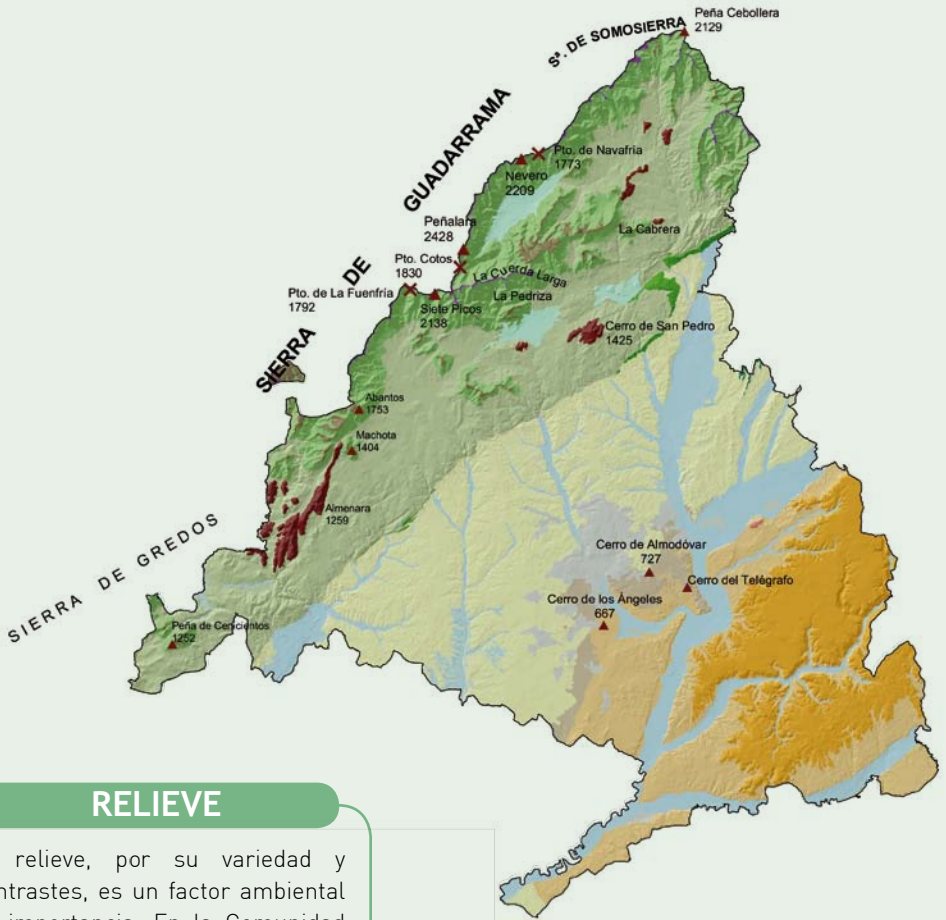 Peña Cebollera
2129
Sª. DE SOMOSIERRA
SIERRA DE GUADARRAMA
Pto. de Navafría
1773
Nevero
2209
Peñalara
2428
La Cabrera
Pto. Cotos
1830
La Cuerda Larga
Pto. de La Fuenfría
1792
La Pedriza
Siete Picos
2138
Cerro de San Pedro
1425
Abantos
1753
Machota
1404
Almenara
1259
SIERRA DE GREDOS
Cerro de Almodóvar
727
Cerro del Telégrafo
Cerro de los Ángeles
667
Peña de Cenicientos
1252
RELIEVE
relieve, por su variedad y
ntrastes, es un factor ambiental